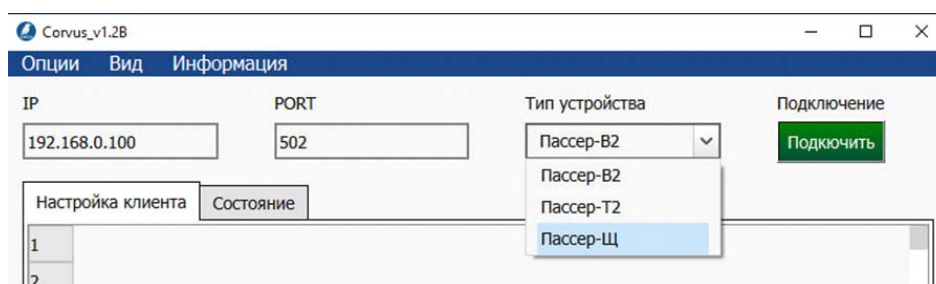 Corvus_v1.2B
Опции Вид Информация
IP PORT Тип устройства Подключение
192.168.0.100 502 Пассер-В2 Подкючить
Пассер-В2
Настройка клиента Состояние
Пассер-Т2
1 Пассер-Щ
2